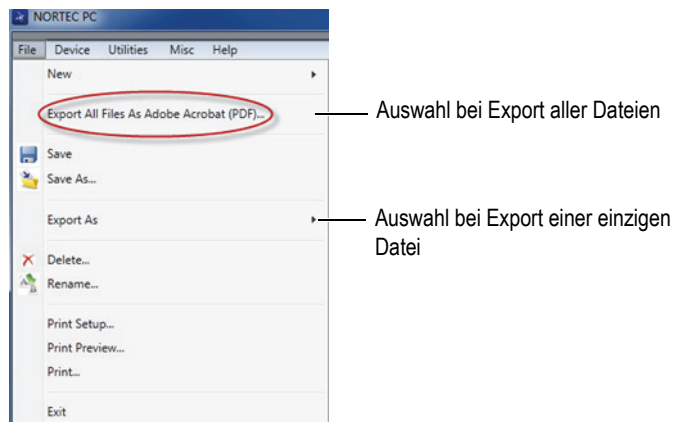 NORTEC PC
File Device Utilities Misc Help
New
Export All Files As Adobe Acrobat (PDF)...
Auswahl bei Export aller Dateien
Save
Save As...
Export As
Auswahl bei Export einer einzigen
Datei
Delete...
Rename...
Print Setup...
Print Preview...
Print...
Exit